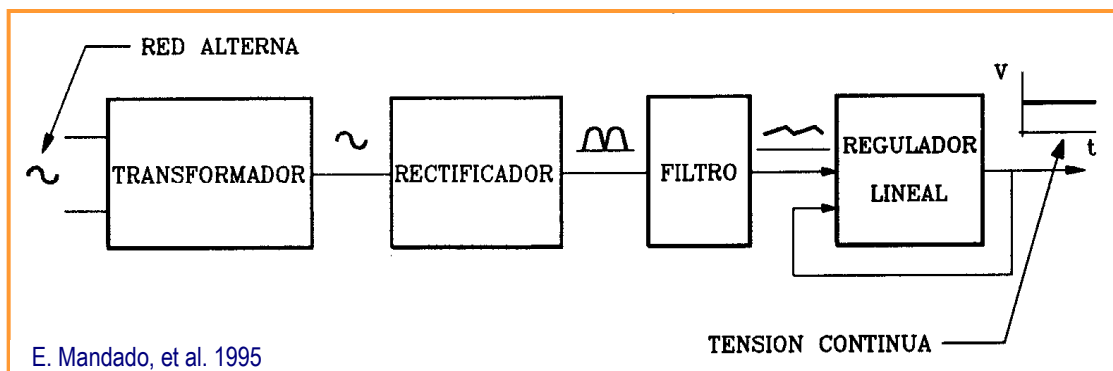 RED ALTERNA
V
TRANSFORMADOR
RECTIFICADOR
FILTRO
REGULADOR
LINEAL
t
TENSION CONTINUA
E. Mandado, et al. 1995